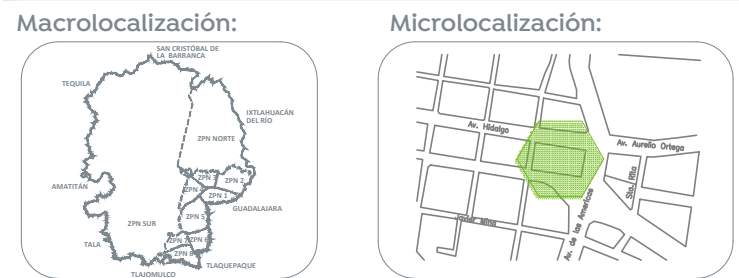 Macrolocalización:
SAN CRISTÓBAL DE
LA BARRANCA
TEQUILA
IXTLAHUACÁN
DEL RÍO
ZPN NORTE
ZPN 3
ZPN 2
ZPN 4
ZPN 1
AMATITÁN
GUADALAJARA
ZPN 5
ZPN SUR
ZPN 7
ZPN 6
TALA
ZPN 8
TLAQUEPAQUE
TLAJOMULCO
Microlocalización:
Av. Hidalgo
Av. Aurelio Ortega
Sta. Rita
Javier Mina
Av. de las Americas